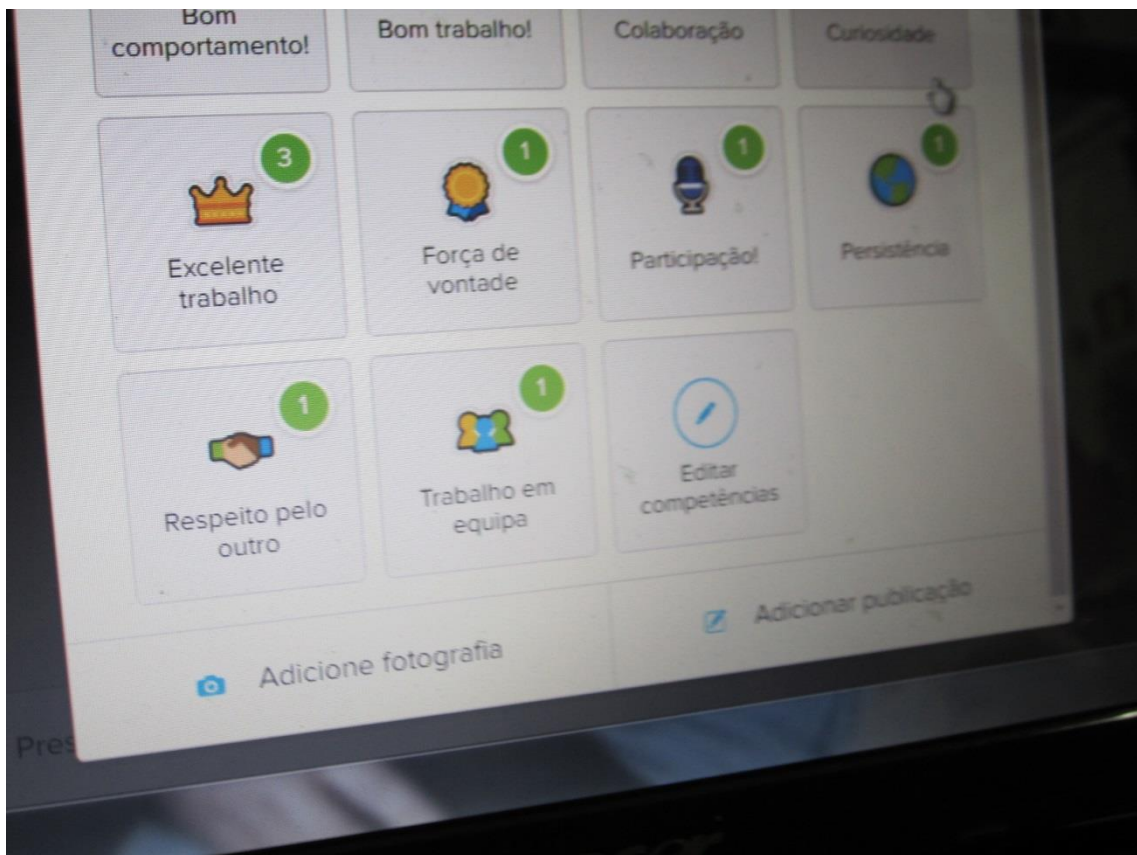 Bom
comportamento!
Bom trabalho!
Colaboração
Curiosidade
3
1
1
1
Excelente
trabalho
Força de
vontade
Participação!
Persistência
1
1
Respeito pelo
outro
Trabalho em
equipa
Editar
competências
Adicione fotografia
Adicionar publicação
Pres